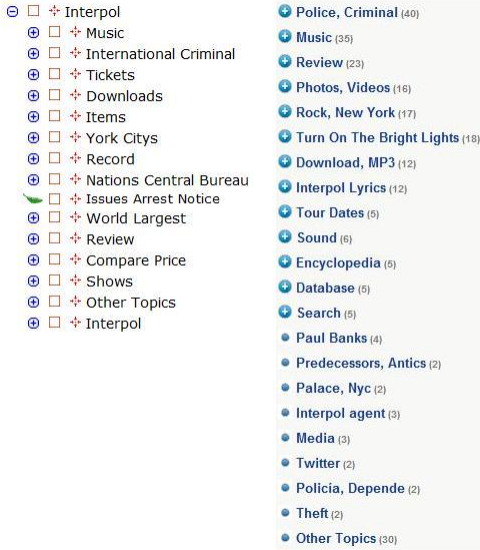 Interpol
Music
International Criminal
Tickets
Downloads
Items
York Citys
Record
Nations Central Bureau
Issues Arrest Notice
World Largest
Review
Compare Price
Shows
Other Topics
Interpol
Police, Criminal (40)
Music (35)
Review (23)
Photos, Videos (16)
Rock, New York (17)
Turn On The Bright Lights (18)
Download, MP3 (12)
Interpol Lyrics (12)
Tour Dates (5)
Sound (6)
Encyclopedia (5)
Database (5)
Search (5)
Paul Banks (4)
Predecessors, Antics (2)
Palace, Nyc (2)
Interpol agent (3)
Media (3)
Twitter (2)
Policia, Depende (2)
Theft (2)
Other Topics (30)